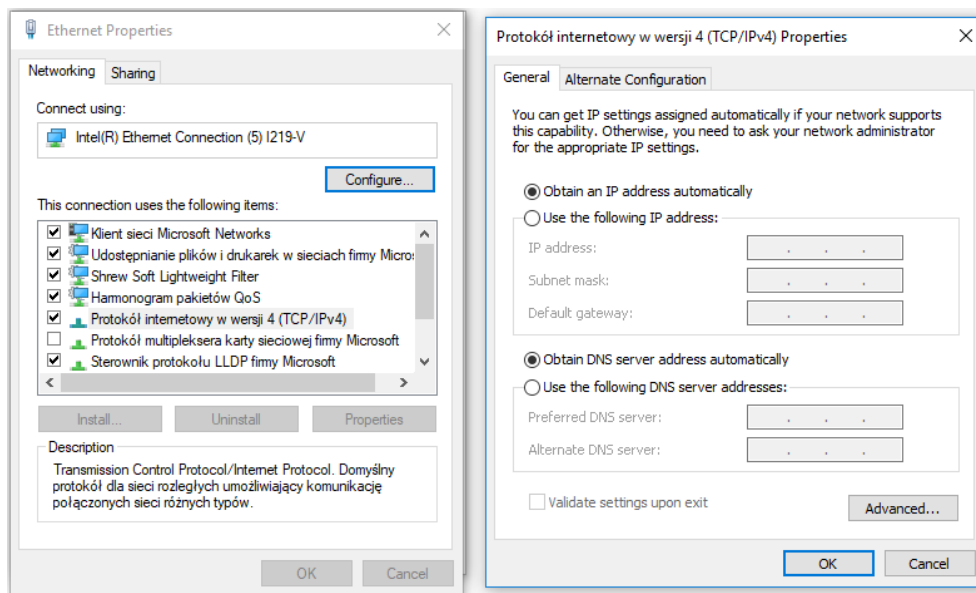 Ethernet Properties
Networking
Sharing
Connect using:
Intel(R) Ethernet Connection (5) I219-V
Configure...
This connection uses the following items:
Klient sieci Microsoft Networks
Udostępnianie plików i drukarek w sieciach firmy Micros
Shrew Soft Lightweight Filter
Harmonogram pakietów QoS
Protokół internetowy w wersji 4 (TCP/IPv4)
Protokół multipleksera karty sieciowej firmy Microsoft
Sterownik protokołu LLDP firmy Microsoft
Install...
Uninstall
Properties
Description
Transmission Control Protocol/Internet Protocol. Domyślny
protokół dla sieci rozległych umożliwiający komunikację
połączonych sieci różnych typów.
OK
Cancel
Protokół internetowy w wersji 4 (TCP/IPv4) Properties
General
Alternate Configuration
You can get IP settings assigned automatically if your network supports
this capability. Otherwise, you need to ask your network administrator
for the appropriate IP settings.
Obtain an IP address automatically
Use the following IP address:
IP address:
Subnet mask:
Default gateway:
Obtain DNS server address automatically
Use the following DNS server addresses:
Preferred DNS server:
Alternate DNS server:
Validate settings upon exit
Advanced...
OK
Cancel